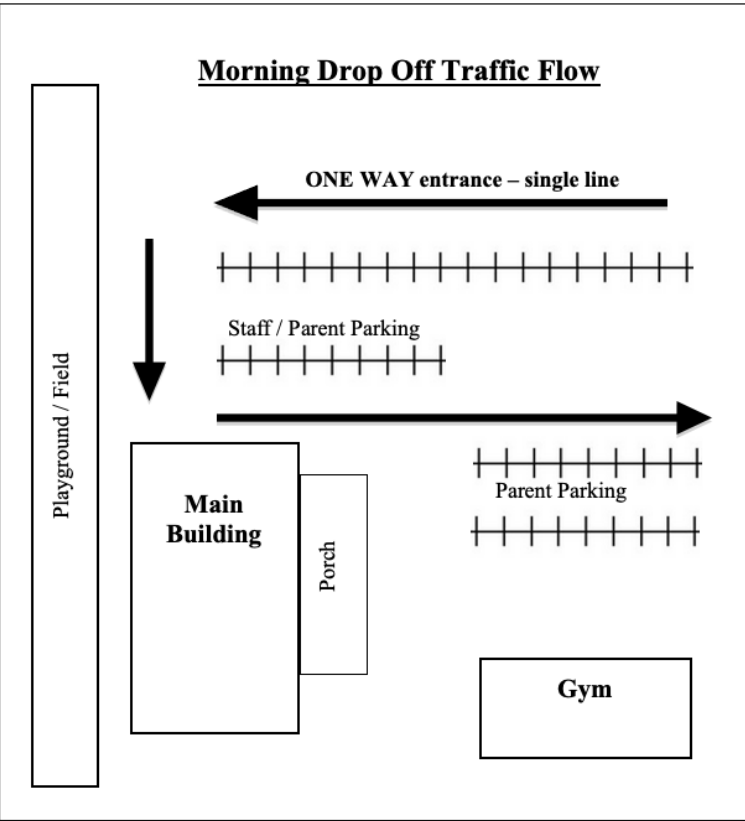 Morning Drop Off Traffic Flow
ONE WAY entrance – single line
Staff / Parent Parking
Playground / Field
Parent Parking
Main
Building
Porch
Gym